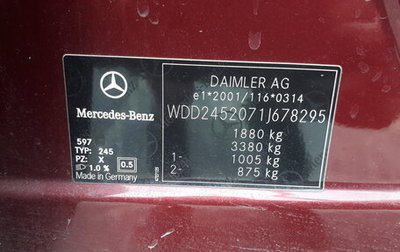 DAIMLER AG
e1*2001/116*0314
WDD2452071J678295
1880 kg
3380 kg
1- 1005 kg
2- 875 kg
Mercedes-Benz
597
TYP: 245
PZ: X
1.0 % 0.5
Made in Germany